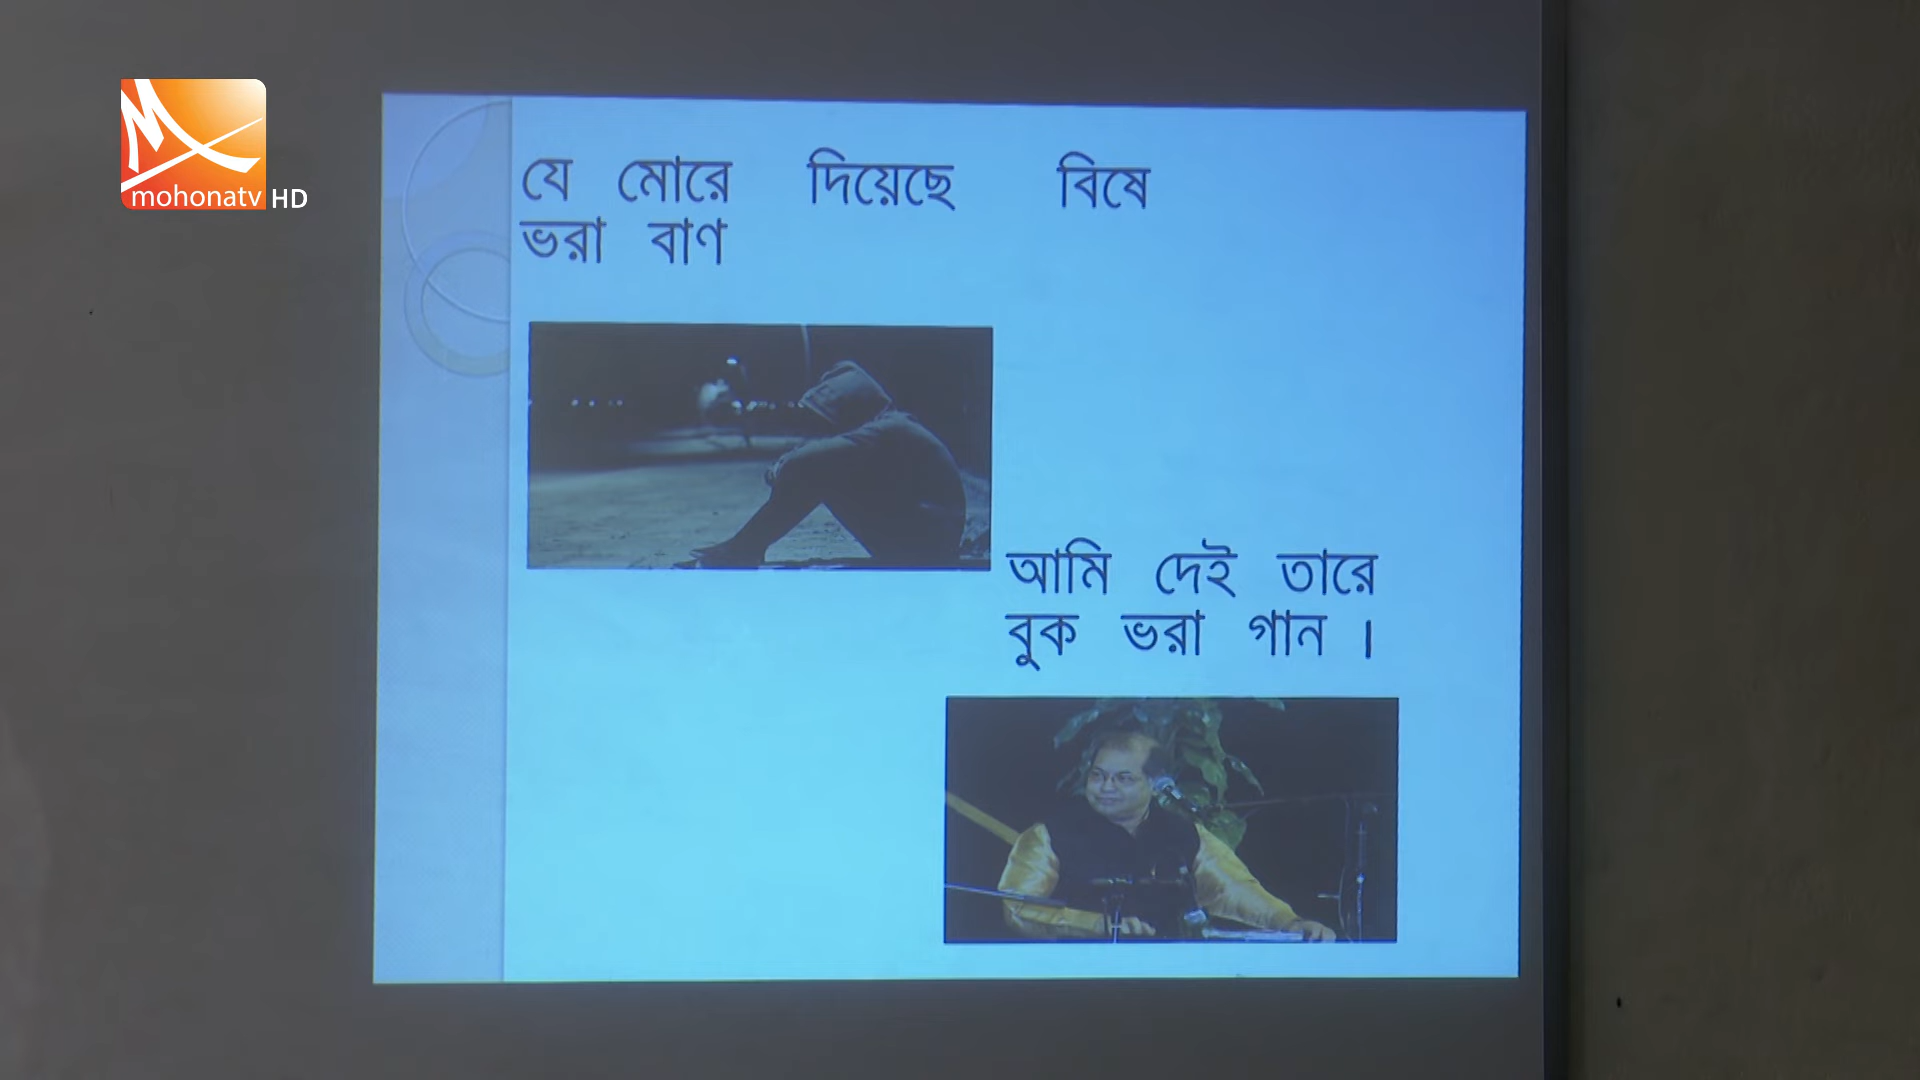 mohonatv HD
যে মোরে দিয়েছে বিষে
ভরা বাণ
আমি দেই তারে
বুক ভরা গান ।